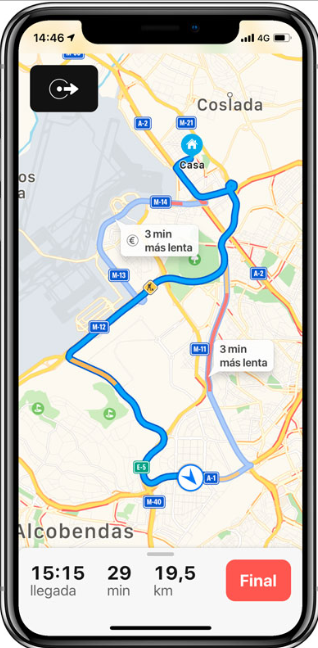 14:46
4G
Coslada
A-2
M-21
Casa
os
a
M-14
€
3 min
más lenta
M-13
A-2
M-12
M-11
3 min
más lenta
E-5
A-1
M-40
Alcobendas
15:15 29 19,5
llegada min km
Final